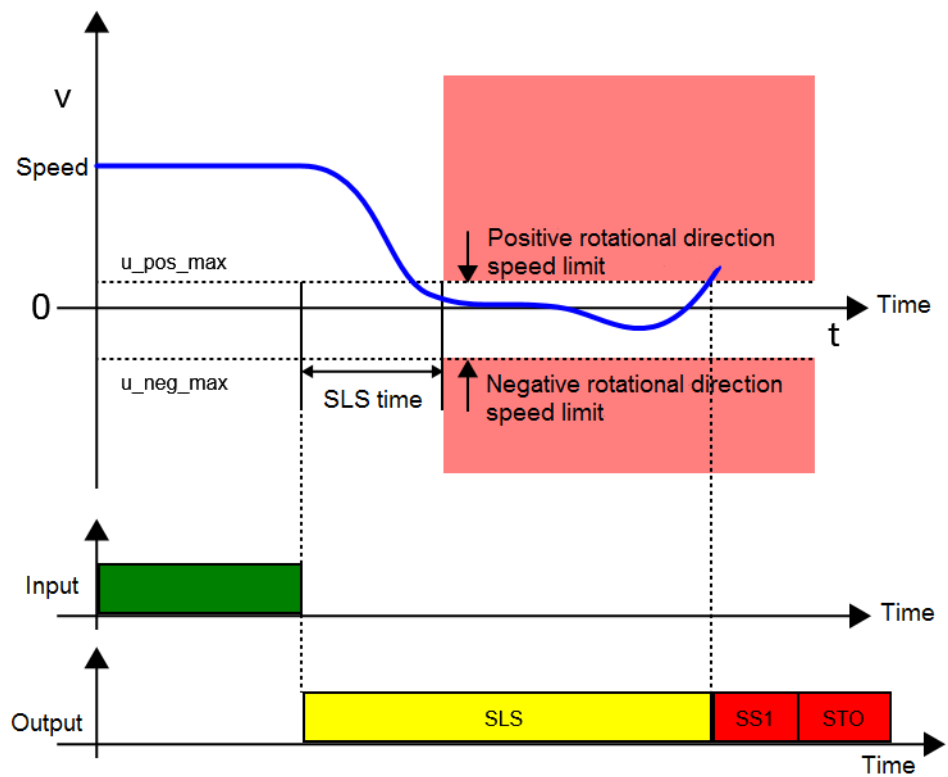 v
Speed
u_pos_max
Positive rotational direction
speed limit
0
Time
t
u_neg_max
SLS time
Negative rotational direction
speed limit
Input
Time
Output
SLS
SS1
STO
Time